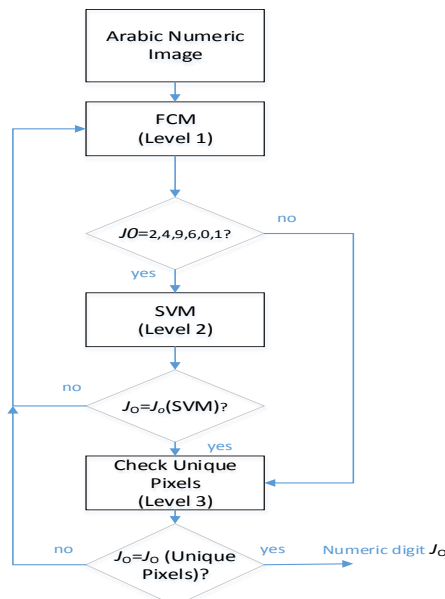 Arabic Numeric
Image
FCM
(Level 1)
JO=2,4,9,6,0,1?
no
yes
SVM
(Level 2)
no
JO=Jo(SVM)?
yes
Check Unique
Pixels
(Level 3)
no
JO=JO (Unique
Pixels)?
yes
Numeric digit JO